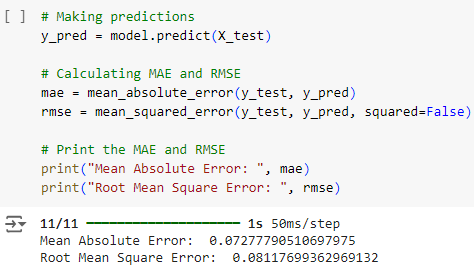 [ ] # Making predictions
y_pred = model.predict(X_test)
# Calculating MAE and RMSE
mae = mean_absolute_error(y_test, y_pred)
rmse = mean_squared_error(y_test, y_pred, squared=False)
# Print the MAE and RMSE
print("Mean Absolute Error: ", mae)
print("Root Mean Square Error: ", rmse)
11/11 ━━━━━━━━━━━━━━━━━━━━ 1s 50ms/step
Mean Absolute Error:  0.07277790510697975
Root Mean Square Error:  0.08117699362969132